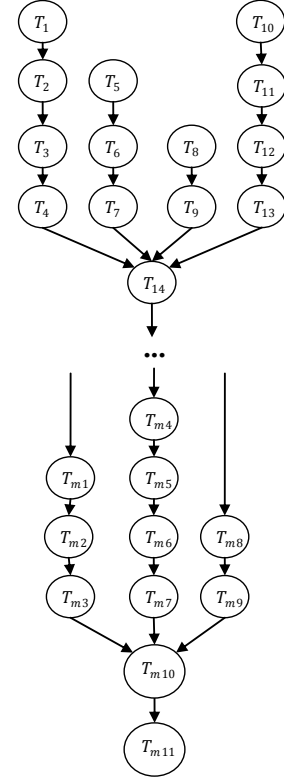 T1 T10
T2 T5 T11
T3 T6 T8 T12
T4 T7 T9 T13
T14
...
Tm4
Tm1 Tm5
Tm2 Tm6 Tm8
Tm3 Tm7 Tm9
Tm10
Tm11